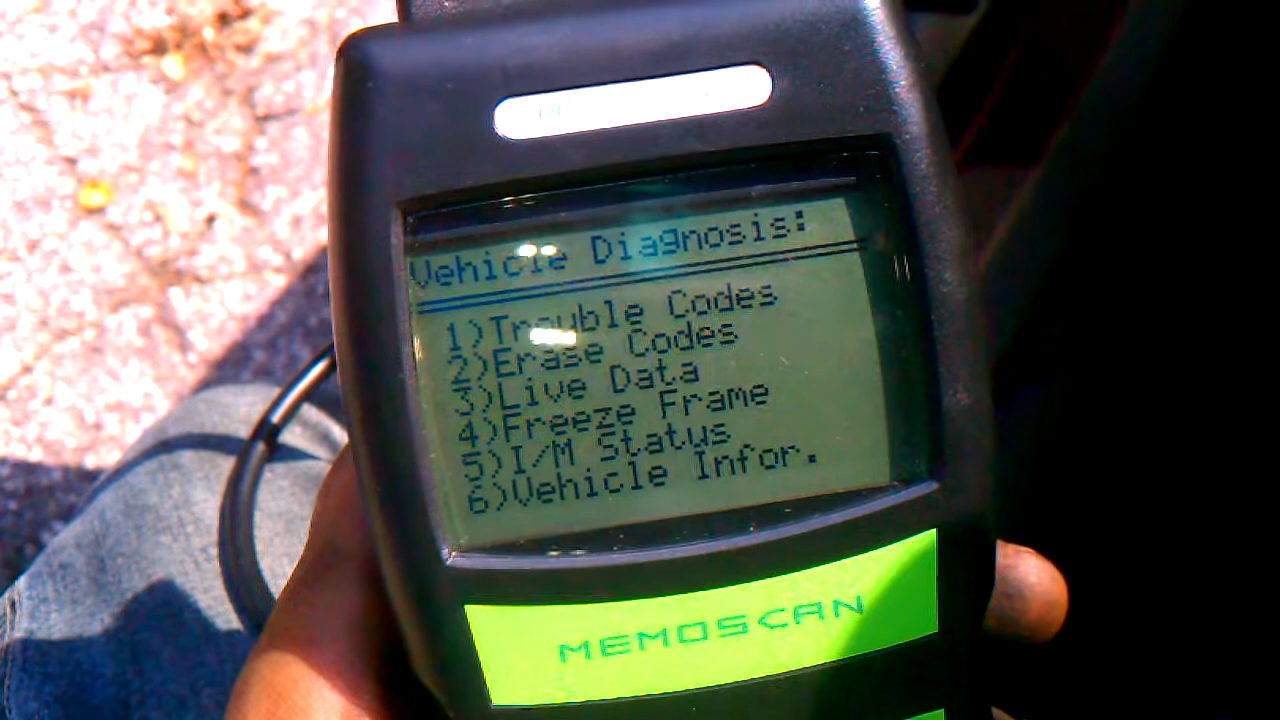 Vehicle Diagnosis:
1)Trouble Codes
2)Erase Codes
3)Live Data
4)Freeze Frame
5)I/M Status
6)Vehicle Infor.
MEMOSCAN